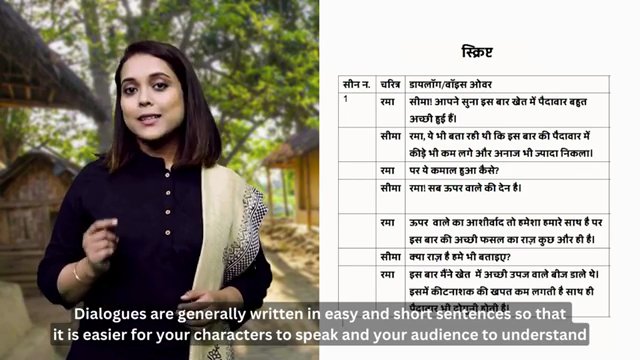 स्क्रिप्ट
सीन न. चरित्र डायलॉग/वॉइस ओवर
1 रमा सीमा! आपने सुना इस बार खेत में पैदावार बहुत
अच्छी हुई हैं।
सीमा रमा, ये भी बता रही थी कि इस बार की पैदावार में
कीड़े भी कम लगे और अनाज भी ज्यादा निकला।
रमा पर ये कमाल हुआ कैसे?
सीमा रमा! सब ऊपर वाले की देन है।
रमा ऊपर वाले का आशीर्वाद तो हमेशा हमारे साथ है पर
इस बार की अच्छी फसल का राज़ कुछ और ही है।
सीमा क्या राज़ है हमे भी बताइए?
रमा इस बार मैंने खेत में अच्छी उपज वाले बीज डाले थे।
इसमें कीटनाशक की खपत कम लगती है साथ ही
Dialogues are generally written in easy and short sentences so that
it is easier for your characters to speak and your audience to understand